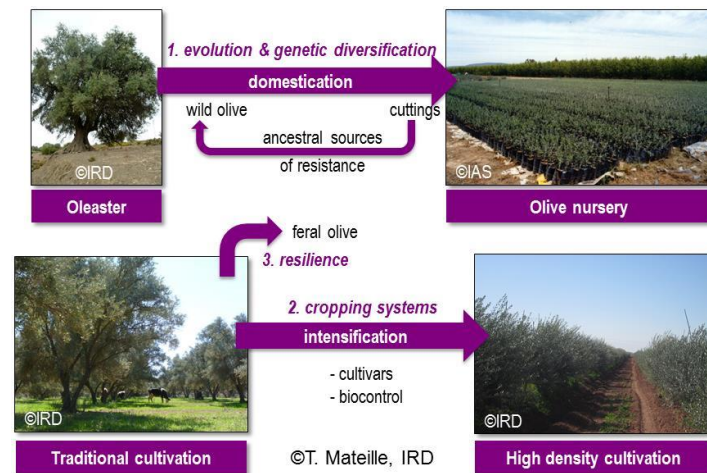 1. evolution & genetic diversification
domestication
wild olive
cuttings
ancestral sources
of resistance
©IRD
©IAS
Oleaster
Olive nursery
feral olive
3. resilience
2. cropping systems
intensification
- cultivars
- biocontrol
©IRD
©IRD
Traditional cultivation
©T. Mateille, IRD
High density cultivation